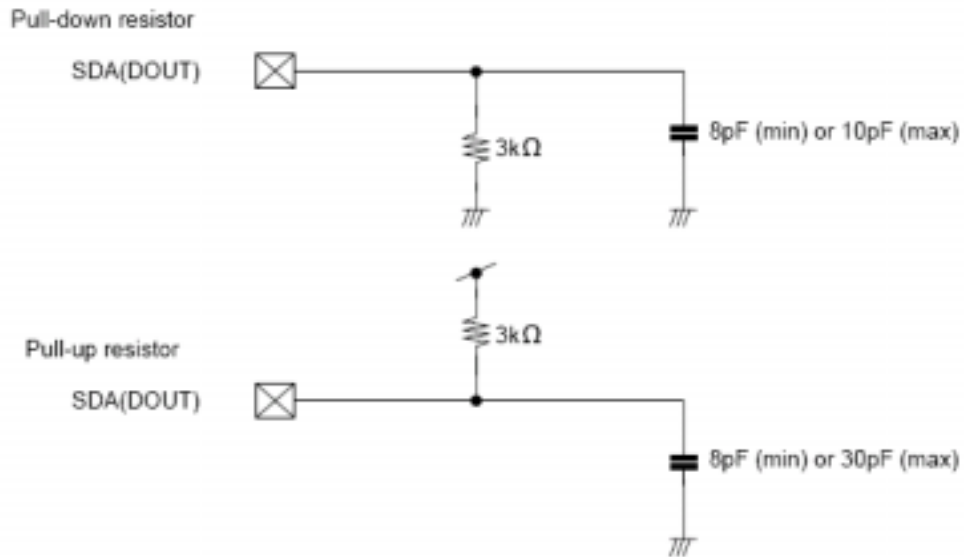 Pull-down resistor
SDA(DOUT)
8pF (min) or 10pF (max)
3kΩ
3kΩ
Pull-up resistor
SDA(DOUT)
8pF (min) or 30pF (max)